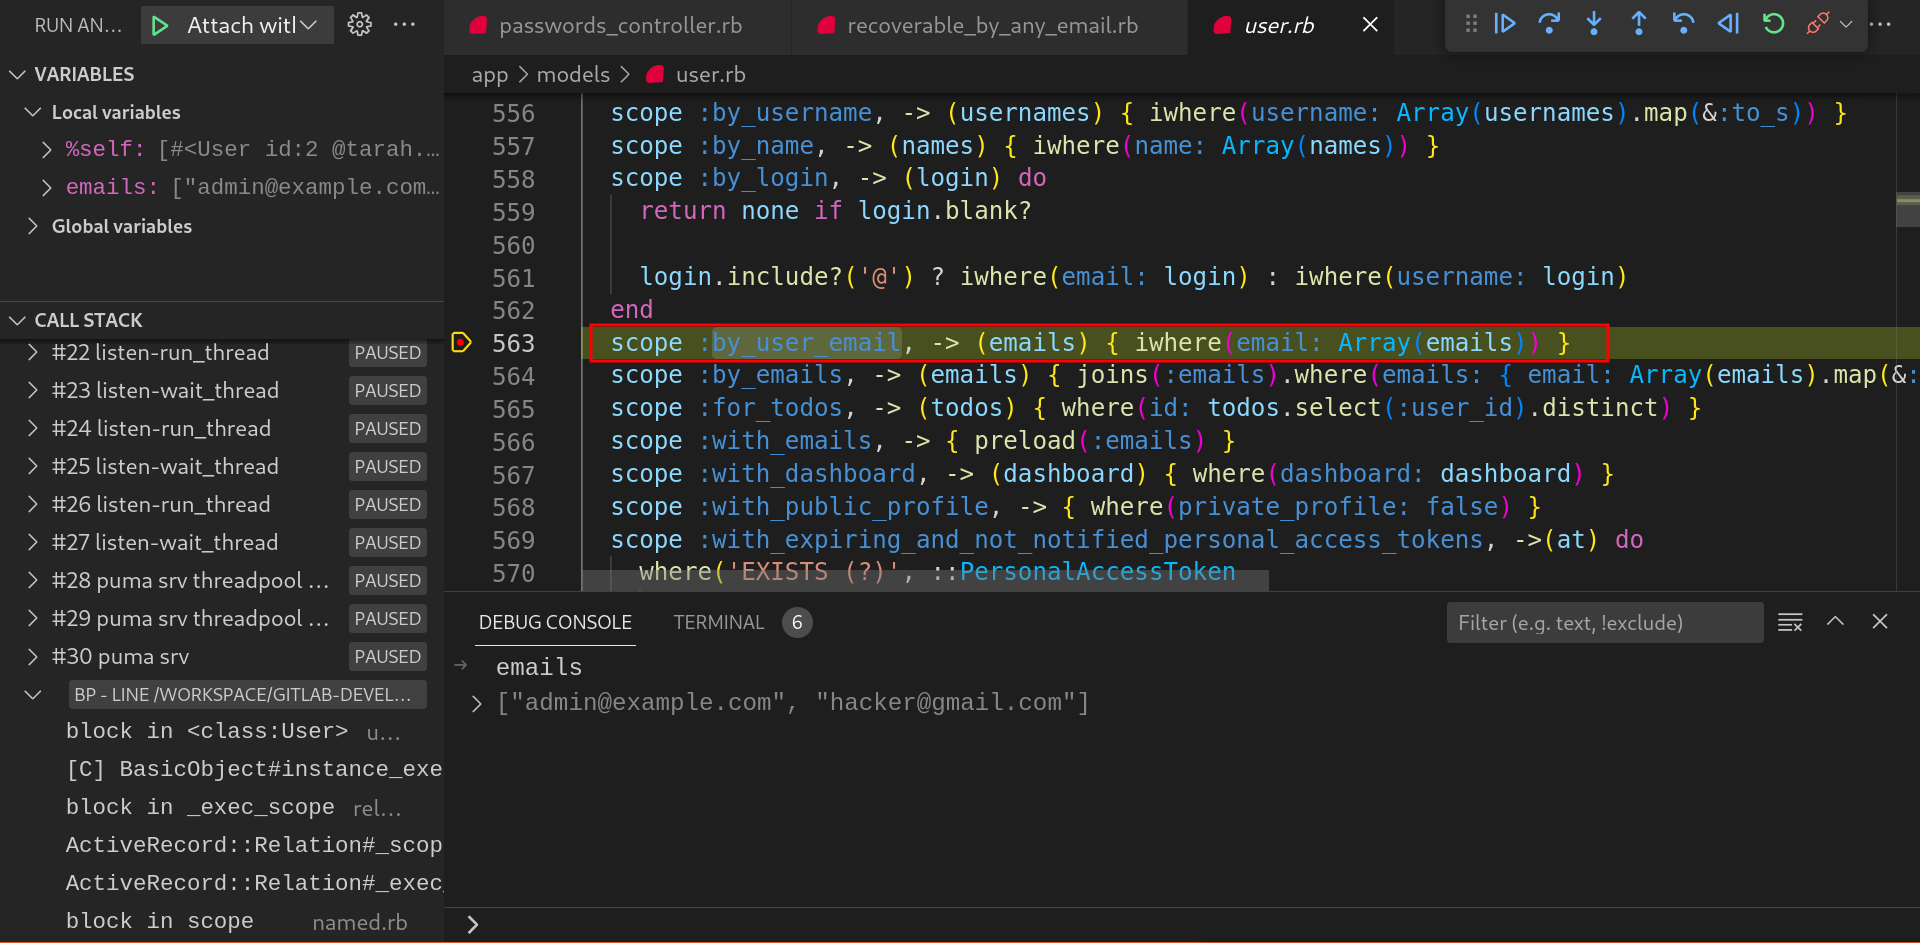 RUN AN... Attach witl
passwords_controller.rb recoverable_by_any_email.rb user.rb
VARIABLES
Local variables
%self: [#<User id:2 @tarah....
emails: ["admin@example.com...
Global variables
CALL STACK
#22 listen-run_thread PAUSED
#23 listen-wait_thread PAUSED
#24 listen-run_thread PAUSED
#25 listen-wait_thread PAUSED
#26 listen-run_thread PAUSED
#27 listen-wait_thread PAUSED
#28 puma srv threadpool ... PAUSED
#29 puma srv threadpool ... PAUSED
#30 puma srv PAUSED
BP - LINE /WORKSPACE/GITLAB-DEVEL...
block in <class:User> u...
[C] BasicObject#instance_exe
block in _exec_scope rel...
ActiveRecord::Relation#_scop
ActiveRecord::Relation#_exec_
block in scope named.rb
app > models > user.rb
556 scope :by_username, -> (usernames) { iwhere(username: Array(usernames).map(&:to_s)) }
557 scope :by_name, -> (names) { iwhere(name: Array(names)) }
558 scope :by_login, -> (login) do
559 return none if login.blank?
560
561 login.include?('@') ? iwhere(email: login) : iwhere(username: login)
562 end
563 scope :by_user_email, -> (emails) { iwhere(email: Array(emails)) }
564 scope :by_emails, -> (emails) { joins(:emails).where(emails: { email: Array(emails).map(&:
565 scope :for_todos, -> (todos) { where(id: todos.select(:user_id).distinct) }
566 scope :with_emails, -> { preload(:emails) }
567 scope :with_dashboard, -> (dashboard) { where(dashboard: dashboard) }
568 scope :with_public_profile, -> { where(private_profile: false) }
569 scope :with_expiring_and_not_notified_personal_access_tokens, ->(at) do
570 where('EXISTS (?)', ::PersonalAccessToken
DEBUG CONSOLE TERMINAL 6 Filter (e.g. text, !exclude)
emails
["admin@example.com", "hacker@gmail.com"]